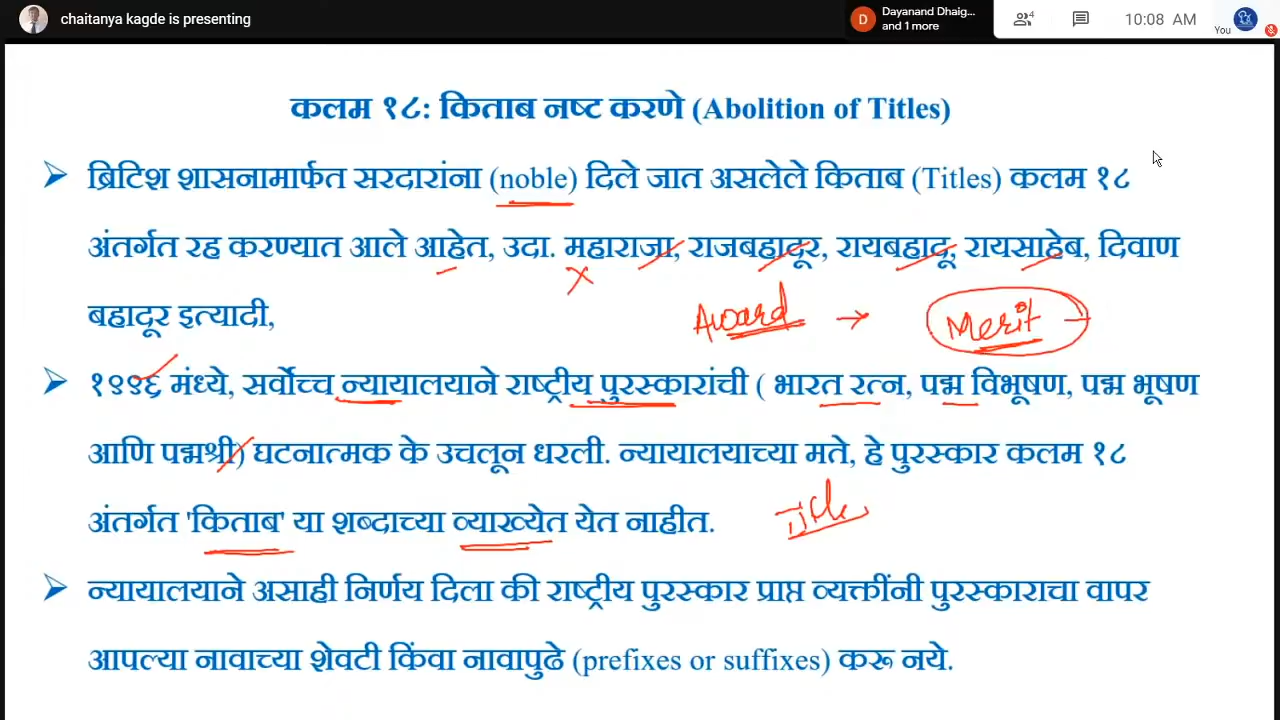 chaitanya kagde is presenting
D
Dayanand Dhaig...
and 1 more
4
10:08 AM
You
कलम १८: किताब नष्ट करणे (Abolition of Titles)
➢ ब्रिटिश शासनामार्फत सरदारांना (noble) दिले जात असलेले किताब (Titles) कलम १८
अंतर्गत रह करण्यात आले आहेत, उदा. महाराजा, राजबहादूर, रायबहादू, रायसाहेब, दिवाण
बहादूर इत्यादी,
Award → Merit
➢ १९९६ मंध्ये, सर्वोच्च न्यायालयाने राष्ट्रीय पुरस्कारांची ( भारत रत्न, पद्म विभूषण, पद्म भूषण
आणि पद्मश्री) घटनात्मक के उचलून धरली. न्यायालयाच्या मते, हे पुरस्कार कलम १८
अंतर्गत 'किताब' या शब्दाच्या व्याख्येत येत नाहीत.
Title
➢ न्यायालयाने असाही निर्णय दिला की राष्ट्रीय पुरस्कार प्राप्त व्यक्तींनी पुरस्काराचा वापर
आपल्या नावाच्या शेवटी किंवा नावापुढे (prefixes or suffixes) करू नये.